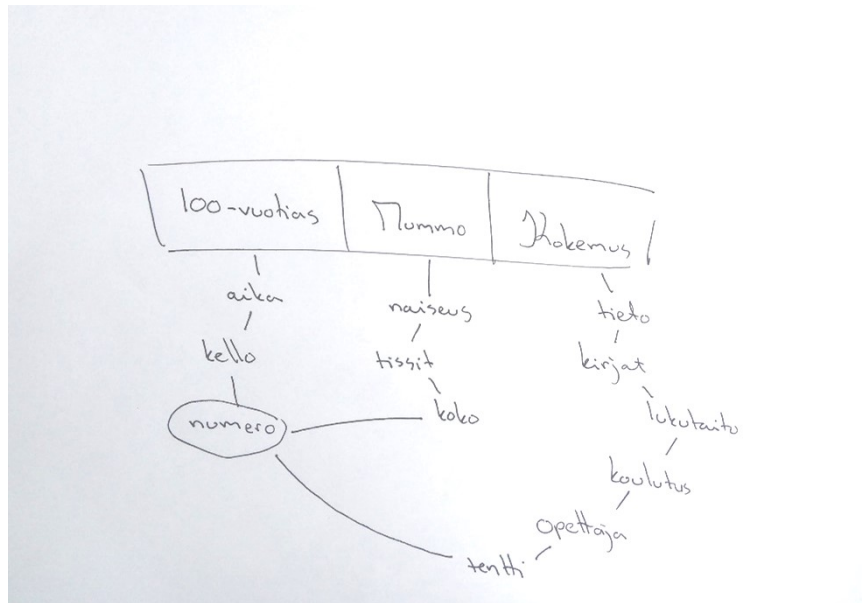 100-vuotias
Mummo
Kokemus
aika
naiseus
tieto
kello
tissit
kirjat
numero
koko
lukutaito
koulutus
opettaja
tentti